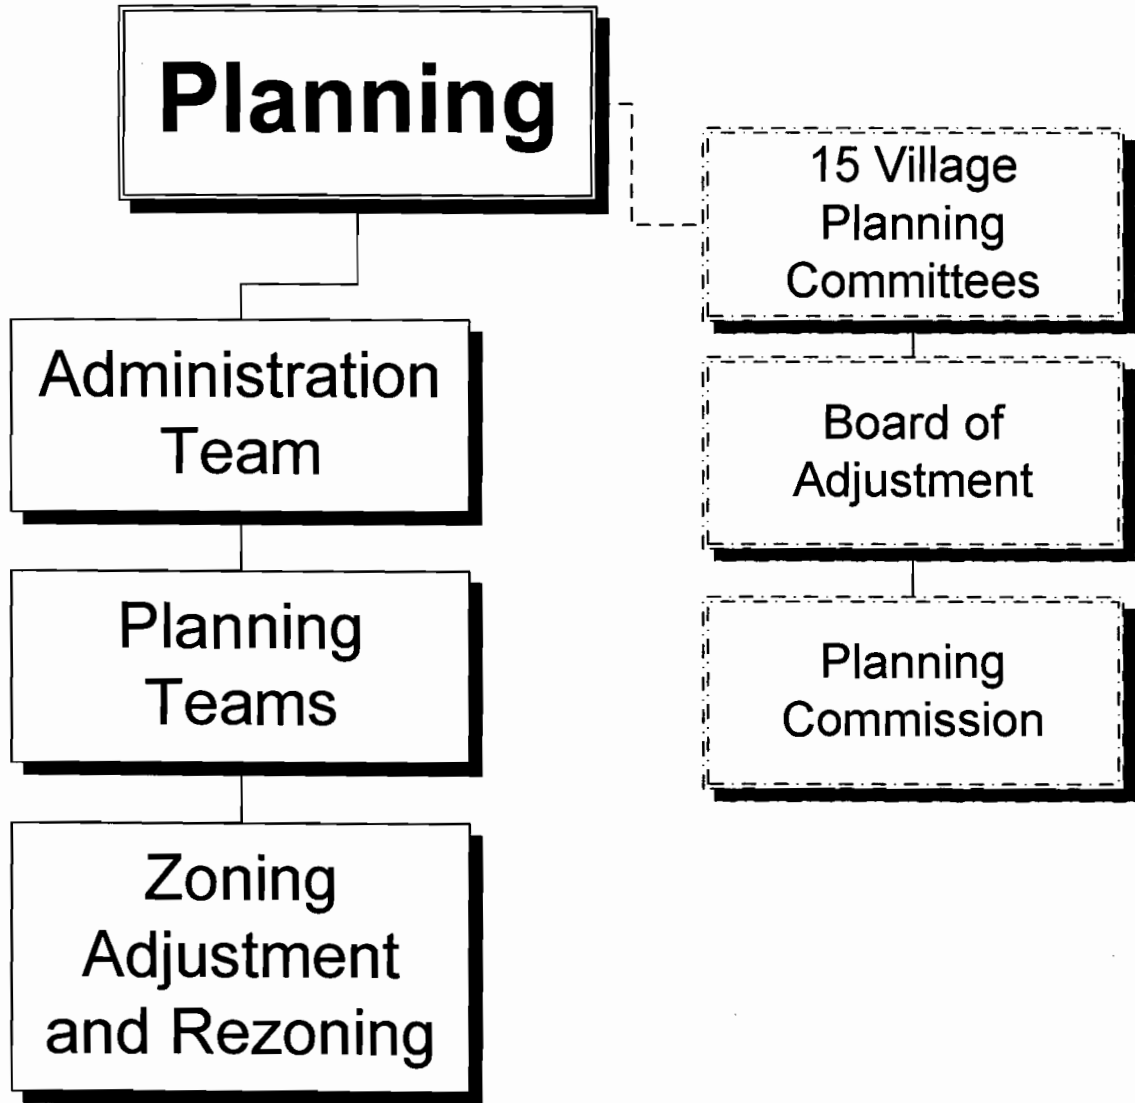 Planning
15 Village
Planning
Committees
Administration
Team
Board of
Adjustment
Planning
Teams
Planning
Commission
Zoning
Adjustment
and Rezoning